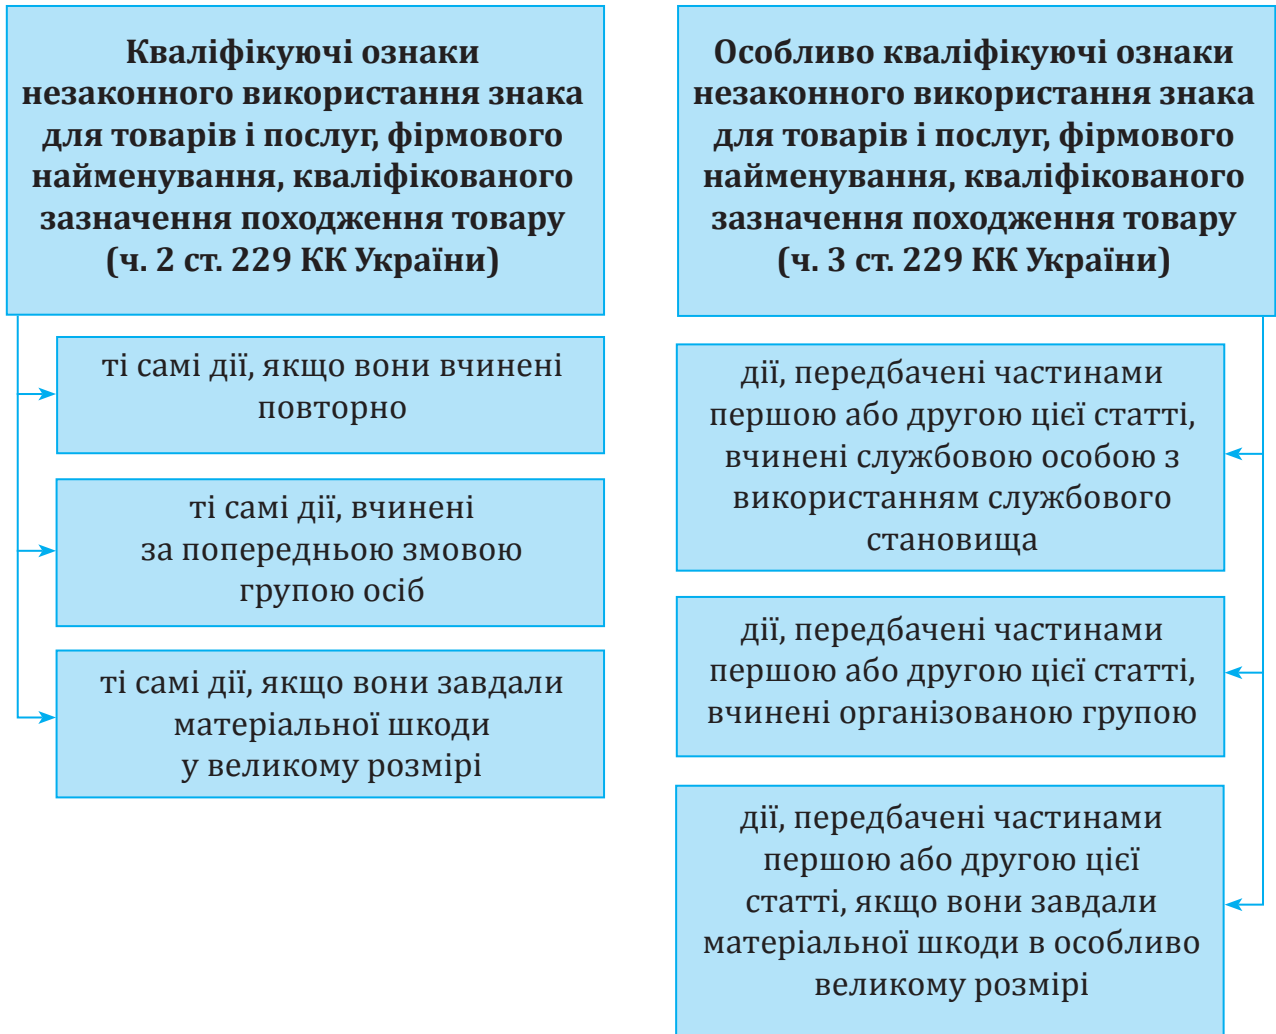 Кваліфікуючі ознаки
незаконного використання знака
для товарів і послуг, фірмового
найменування, кваліфікованого
зазначення походження товару
(ч. 2 ст. 229 КК України)
ті самі дії, якщо вони вчинені
повторно
ті самі дії, вчинені
за попередньою змовою
групою осіб
ті самі дії, якщо вони завдали
матеріальної шкоди
у великому розмірі
Особливо кваліфікуючі ознаки
незаконного використання знака
для товарів і послуг, фірмового
найменування, кваліфікованого
зазначення походження товару
(ч. 3 ст. 229 КК України)
дії, передбачені частинами
першою або другою цієї статті,
вчинені службовою особою з
використанням службового
становища
дії, передбачені частинами
першою або другою цієї статті,
вчинені організованою групою
дії, передбачені частинами
першою або другою цієї
статті, якщо вони завдали
матеріальної шкоди в особливо
великому розмірі